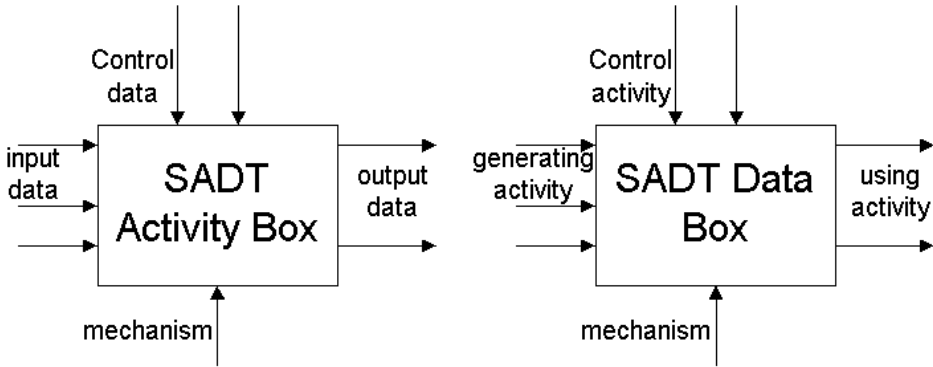 Control
data
input
data
SADT
Activity Box
output
data
mechanism
Control
activity
generating
activity
SADT Data
Box
using
activity
mechanism